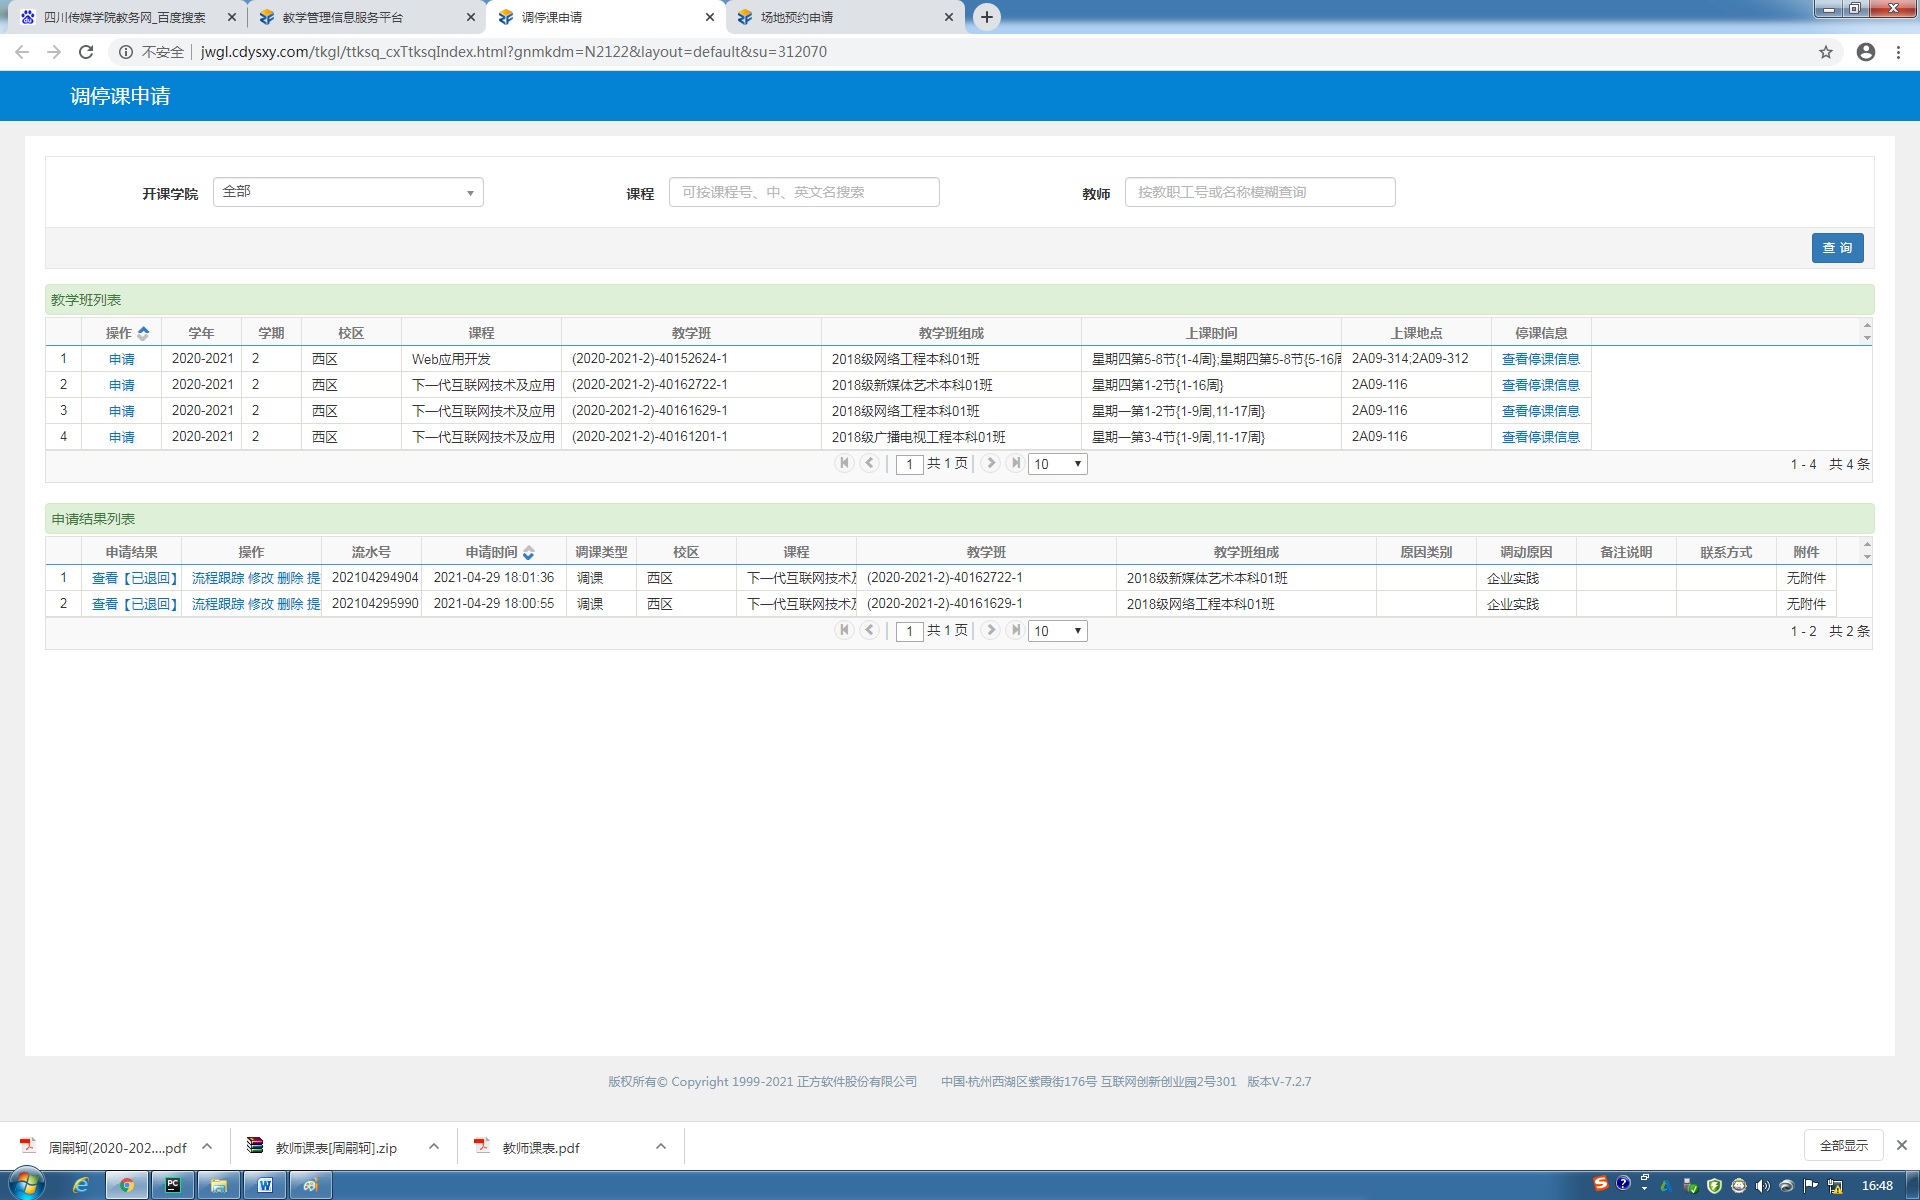 四川传媒学院教务网_百度搜索
教学管理信息服务平台
调停课申请
场地预约申请
不安全 jwgl.cdysxy.com/tkgl/ttksq_cxTtksqIndex.html?gnmkdm=N2122&layout=default&su=312070
调停课申请
开课学院 全部 课程 可按课程号、中、英文名搜索 教师 按教职工号或名称模糊查询
查 询
教学班列表
操作 学年 学期 校区 课程 教学班 教学班组成 上课时间 上课地点 停课信息
1 申请 2020-2021 2 西区 Web应用开发 (2020-2021-2)-40152624-1 2018级网络工程本科01班 星期四第5-8节{1-4周};星期四第5-8节{5-16周 2A09-314;2A09-312 查看停课信息
2 申请 2020-2021 2 西区 下一代互联网技术及应用 (2020-2021-2)-40162722-1 2018级新媒体艺术本科01班 星期四第1-2节{1-16周} 2A09-116 查看停课信息
3 申请 2020-2021 2 西区 下一代互联网技术及应用 (2020-2021-2)-40161629-1 2018级网络工程本科01班 星期一第1-2节{1-9周,11-17周} 2A09-116 查看停课信息
4 申请 2020-2021 2 西区 下一代互联网技术及应用 (2020-2021-2)-40161201-1 2018级广播电视工程本科01班 星期一第3-4节{1-9周,11-17周} 2A09-116 查看停课信息
1 共 1 页 10 1 - 4 共 4 条
申请结果列表
申请结果 操作 流水号 申请时间 调课类型 校区 课程 教学班 教学班组成 原因类别 调动原因 备注说明 联系方式 附件
1 查看【已退回】 流程跟踪 修改 删除 提 202104294904 2021-04-29 18:01:36 调课 西区 下一代互联网技术及 (2020-2021-2)-40162722-1 2018级新媒体艺术本科01班 企业实践 无附件
2 查看【已退回】 流程跟踪 修改 删除 提 202104295990 2021-04-29 18:00:55 调课 西区 下一代互联网技术及 (2020-2021-2)-40161629-1 2018级网络工程本科01班 企业实践 无附件
1 共 1 页 10 1 - 2 共 2 条
版权所有© Copyright 1999-2021 正方软件股份有限公司 中国·杭州西湖区紫霞街176号 互联网创新创业园2号301 版本V-7.2.7
周嗣轲(2020-202....pdf
教师课表[周嗣轲].zip
教师课表.pdf
全部显示
16:48